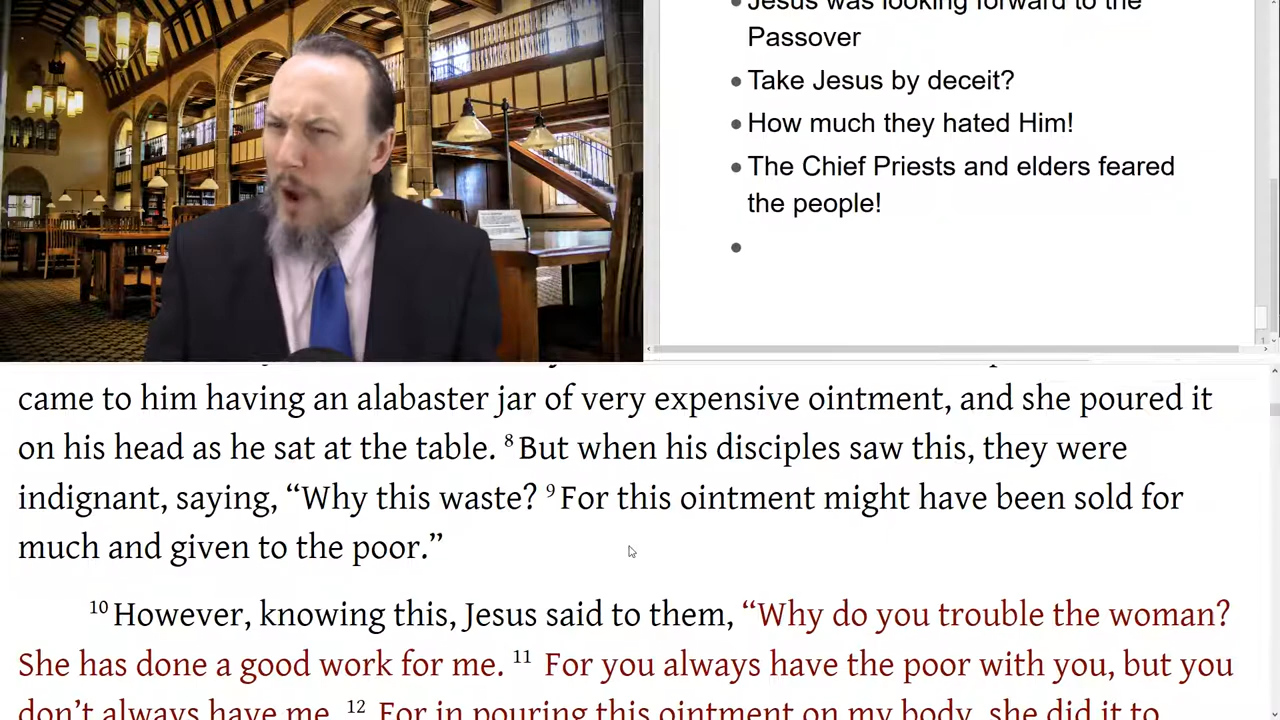 Jesus was looking forward to the
Passover
Take Jesus by deceit?
How much they hated Him!
The Chief Priests and elders feared
the people!
came to him having an alabaster jar of very expensive ointment, and she poured it
on his head as he sat at the table. 8 But when his disciples saw this, they were
indignant, saying, “Why this waste? 9 For this ointment might have been sold for
much and given to the poor.”
10 However, knowing this, Jesus said to them, “Why do you trouble the woman?
She has done a good work for me. 11 For you always have the poor with you, but you
don’t always have me. 12 For in pouring this ointment on my body, she did it to